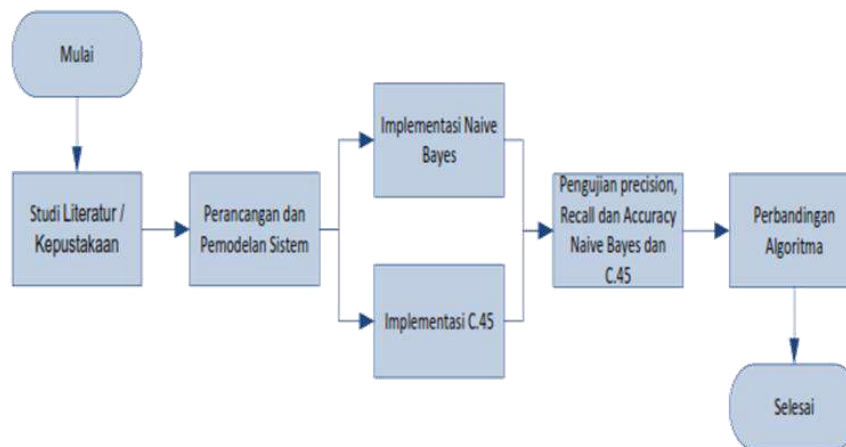 Mulai
Studi Literatur /
Kepustakaan
Perancangan dan
Pemodelan Sistem
Implementasi Naive
Bayes
Implementasi C.45
Pengujian precision,
Recall dan Accuracy
Naive Bayes dan
C.45
Perbandingan
Algoritma
Selesai